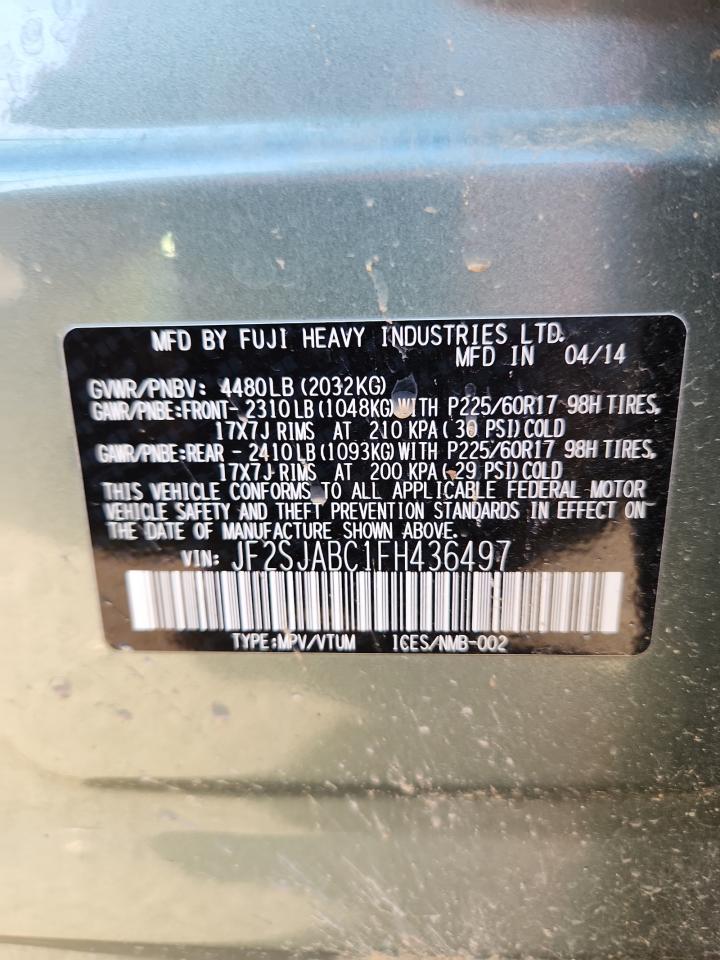 MFD BY FUJI HEAVY INDUSTRIES LTD.
MFD IN 04/14
GVWR/PNBV: 4480LB (2032KG)
GAWR/PNBE:FRONT- 2310LB (1048KG) WITH P225/60R17 98H TIRES,
17X7J RIMS AT 210 KPA ( 30 PSI) COLD
GAWR/PNBE:REAR - 2410LB (1093KG) WITH P225/60R17 98H TIRES,
17X7J RIMS AT 200 KPA ( 29 PSI) COLD
THIS VEHICLE CONFORMS TO ALL APPLICABLE FEDERAL MOTOR
VEHICLE SAFETY AND THEFT PREVENTION STANDARDS IN EFFECT ON
THE DATE OF MANUFACTURE SHOWN ABOVE.
VIN: JF2SJABC1FH436497
TYPE:MPV/VTUM ICES/NMB-002